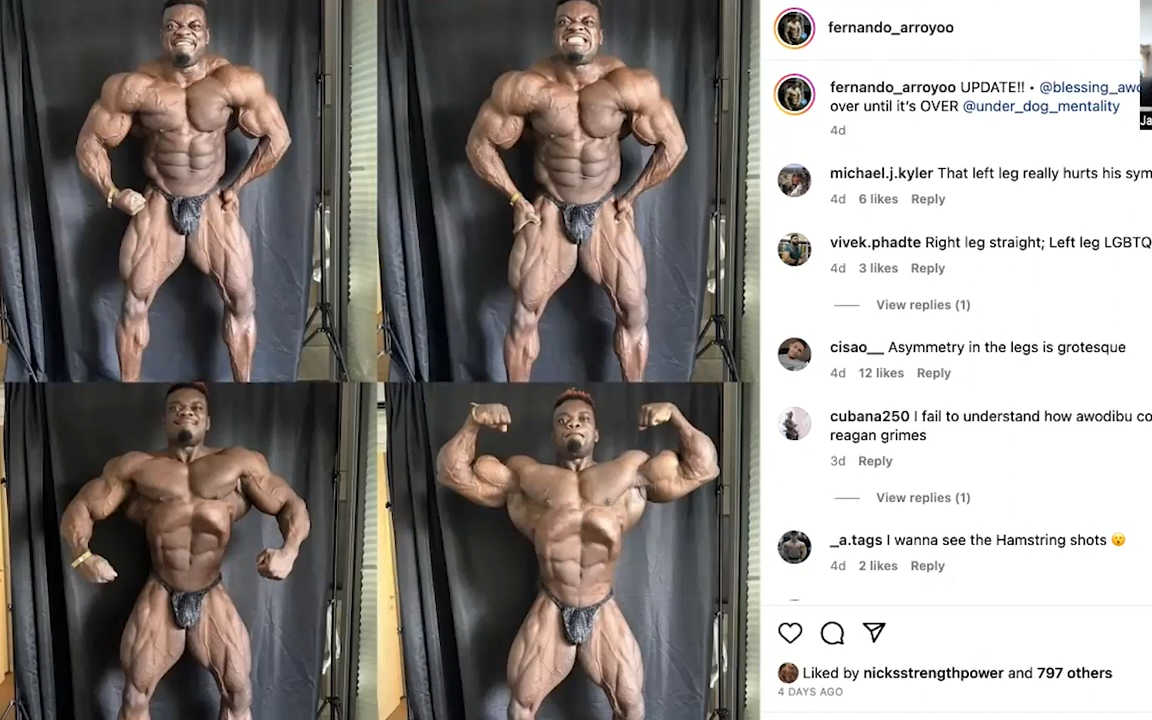 fernando_arroyoo
fernando_arroyoo UPDATE!! • @blessing_awo
over until it's OVER @under_dog_mentality
4d
michael.j.kyler That left leg really hurts his sym
4d 6 likes Reply
vivek.phadte Right leg straight; Left leg LGBTQ
4d 3 likes Reply
View replies (1)
cisao__ Asymmetry in the legs is grotesque
4d 12 likes Reply
cubana250 I fail to understand how awodibu co
reagan grimes
3d Reply
View replies (1)
_a.tags I wanna see the Hamstring shots 😮
4d 2 likes Reply
Liked by nicksstrengthpower and 797 others
4 DAYS AGO
Ja